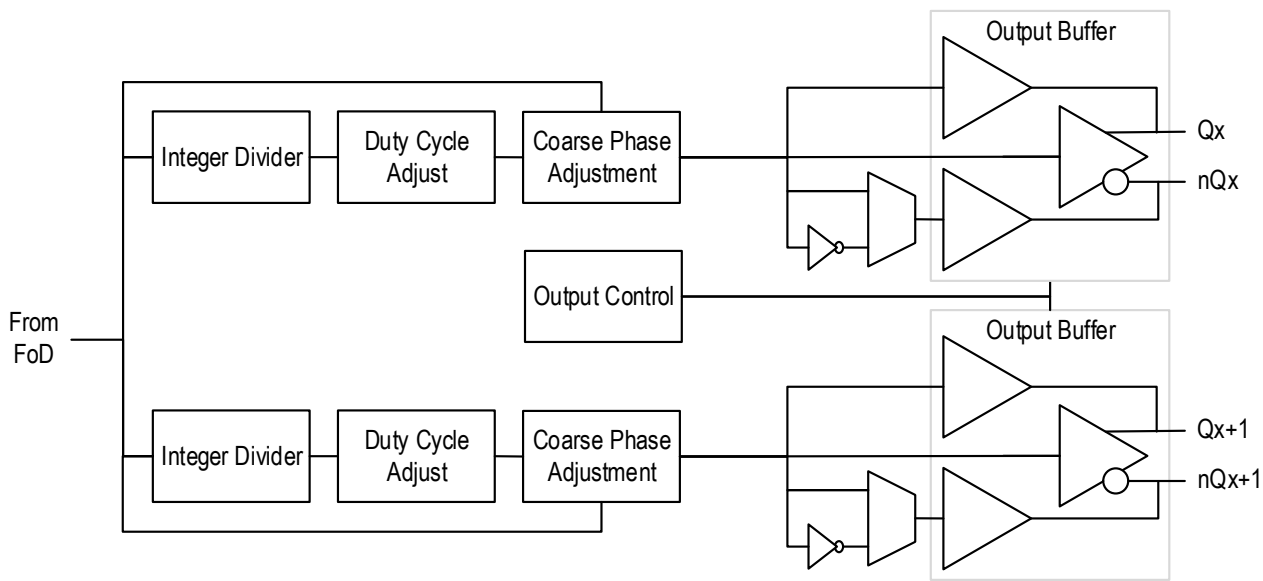 Output Buffer
Integer Divider
Duty Cycle
Adjust
Coarse Phase
Adjustment
Qx
nQx
Output Control
From
FoD
Output Buffer
Integer Divider
Duty Cycle
Adjust
Coarse Phase
Adjustment
Qx+1
nQx+1